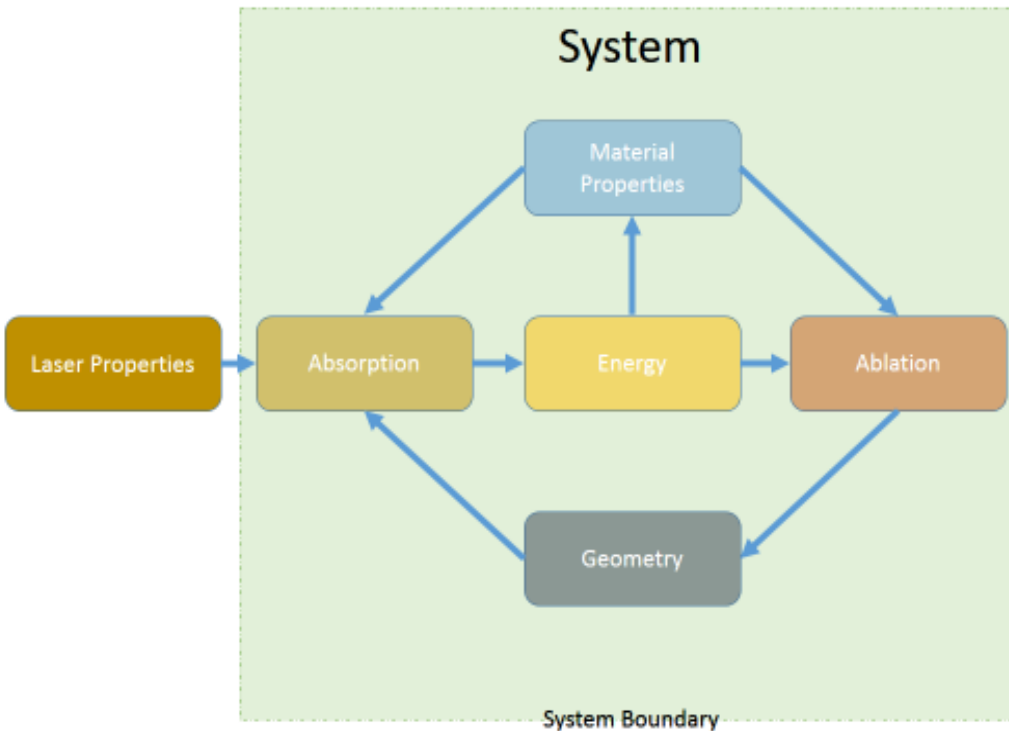 System
Material
Properties
Laser Properties
Absorption
Energy
Ablation
Geometry
System Boundary